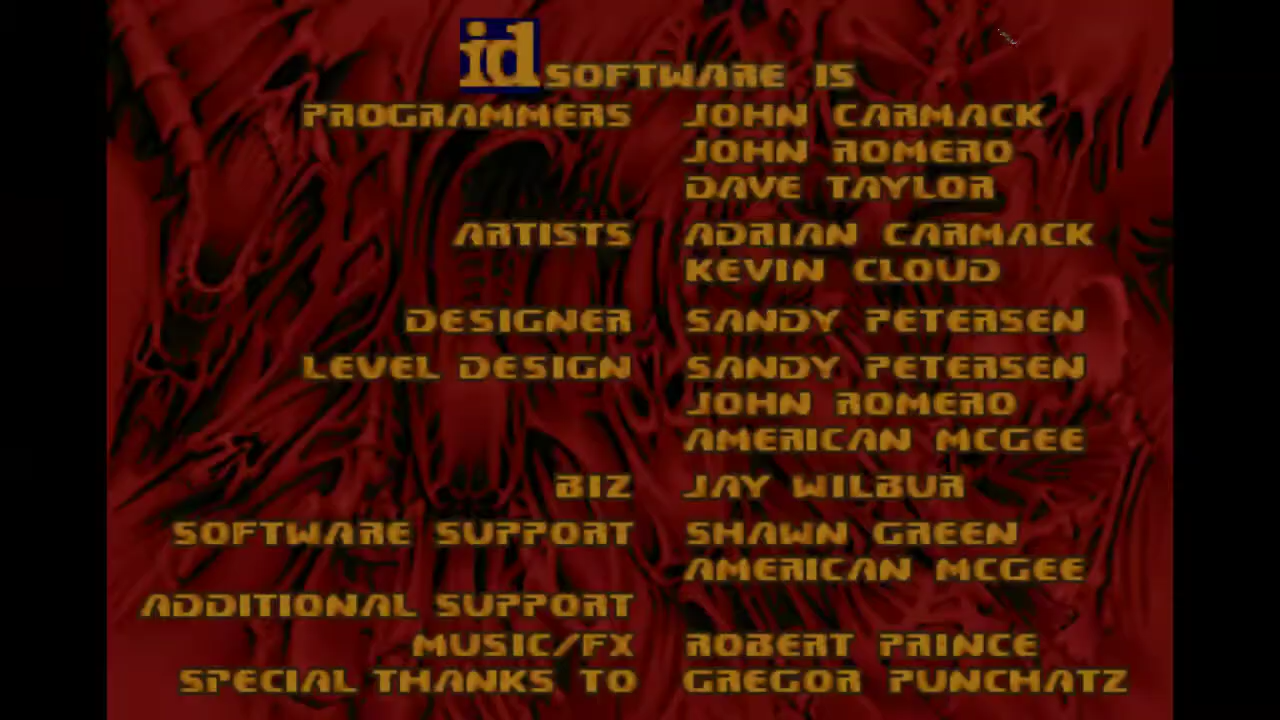 id SOFTWARE IS
PROGRAMMERS JOHN CARMACK
JOHN ROMERO
DAVE TAYLOR
ARTISTS ADRIAN CARMACK
KEVIN CLOUD
DESIGNER SANDY PETERSEN
LEVEL DESIGN SANDY PETERSEN
JOHN ROMERO
AMERICAN MCGEE
BIZ JAY WILBUR
SOFTWARE SUPPORT SHAWN GREEN
AMERICAN MCGEE
ADDITIONAL SUPPORT
MUSIC/FX ROBERT PRINCE
SPECIAL THANKS TO GREGOR PUNCHATZ